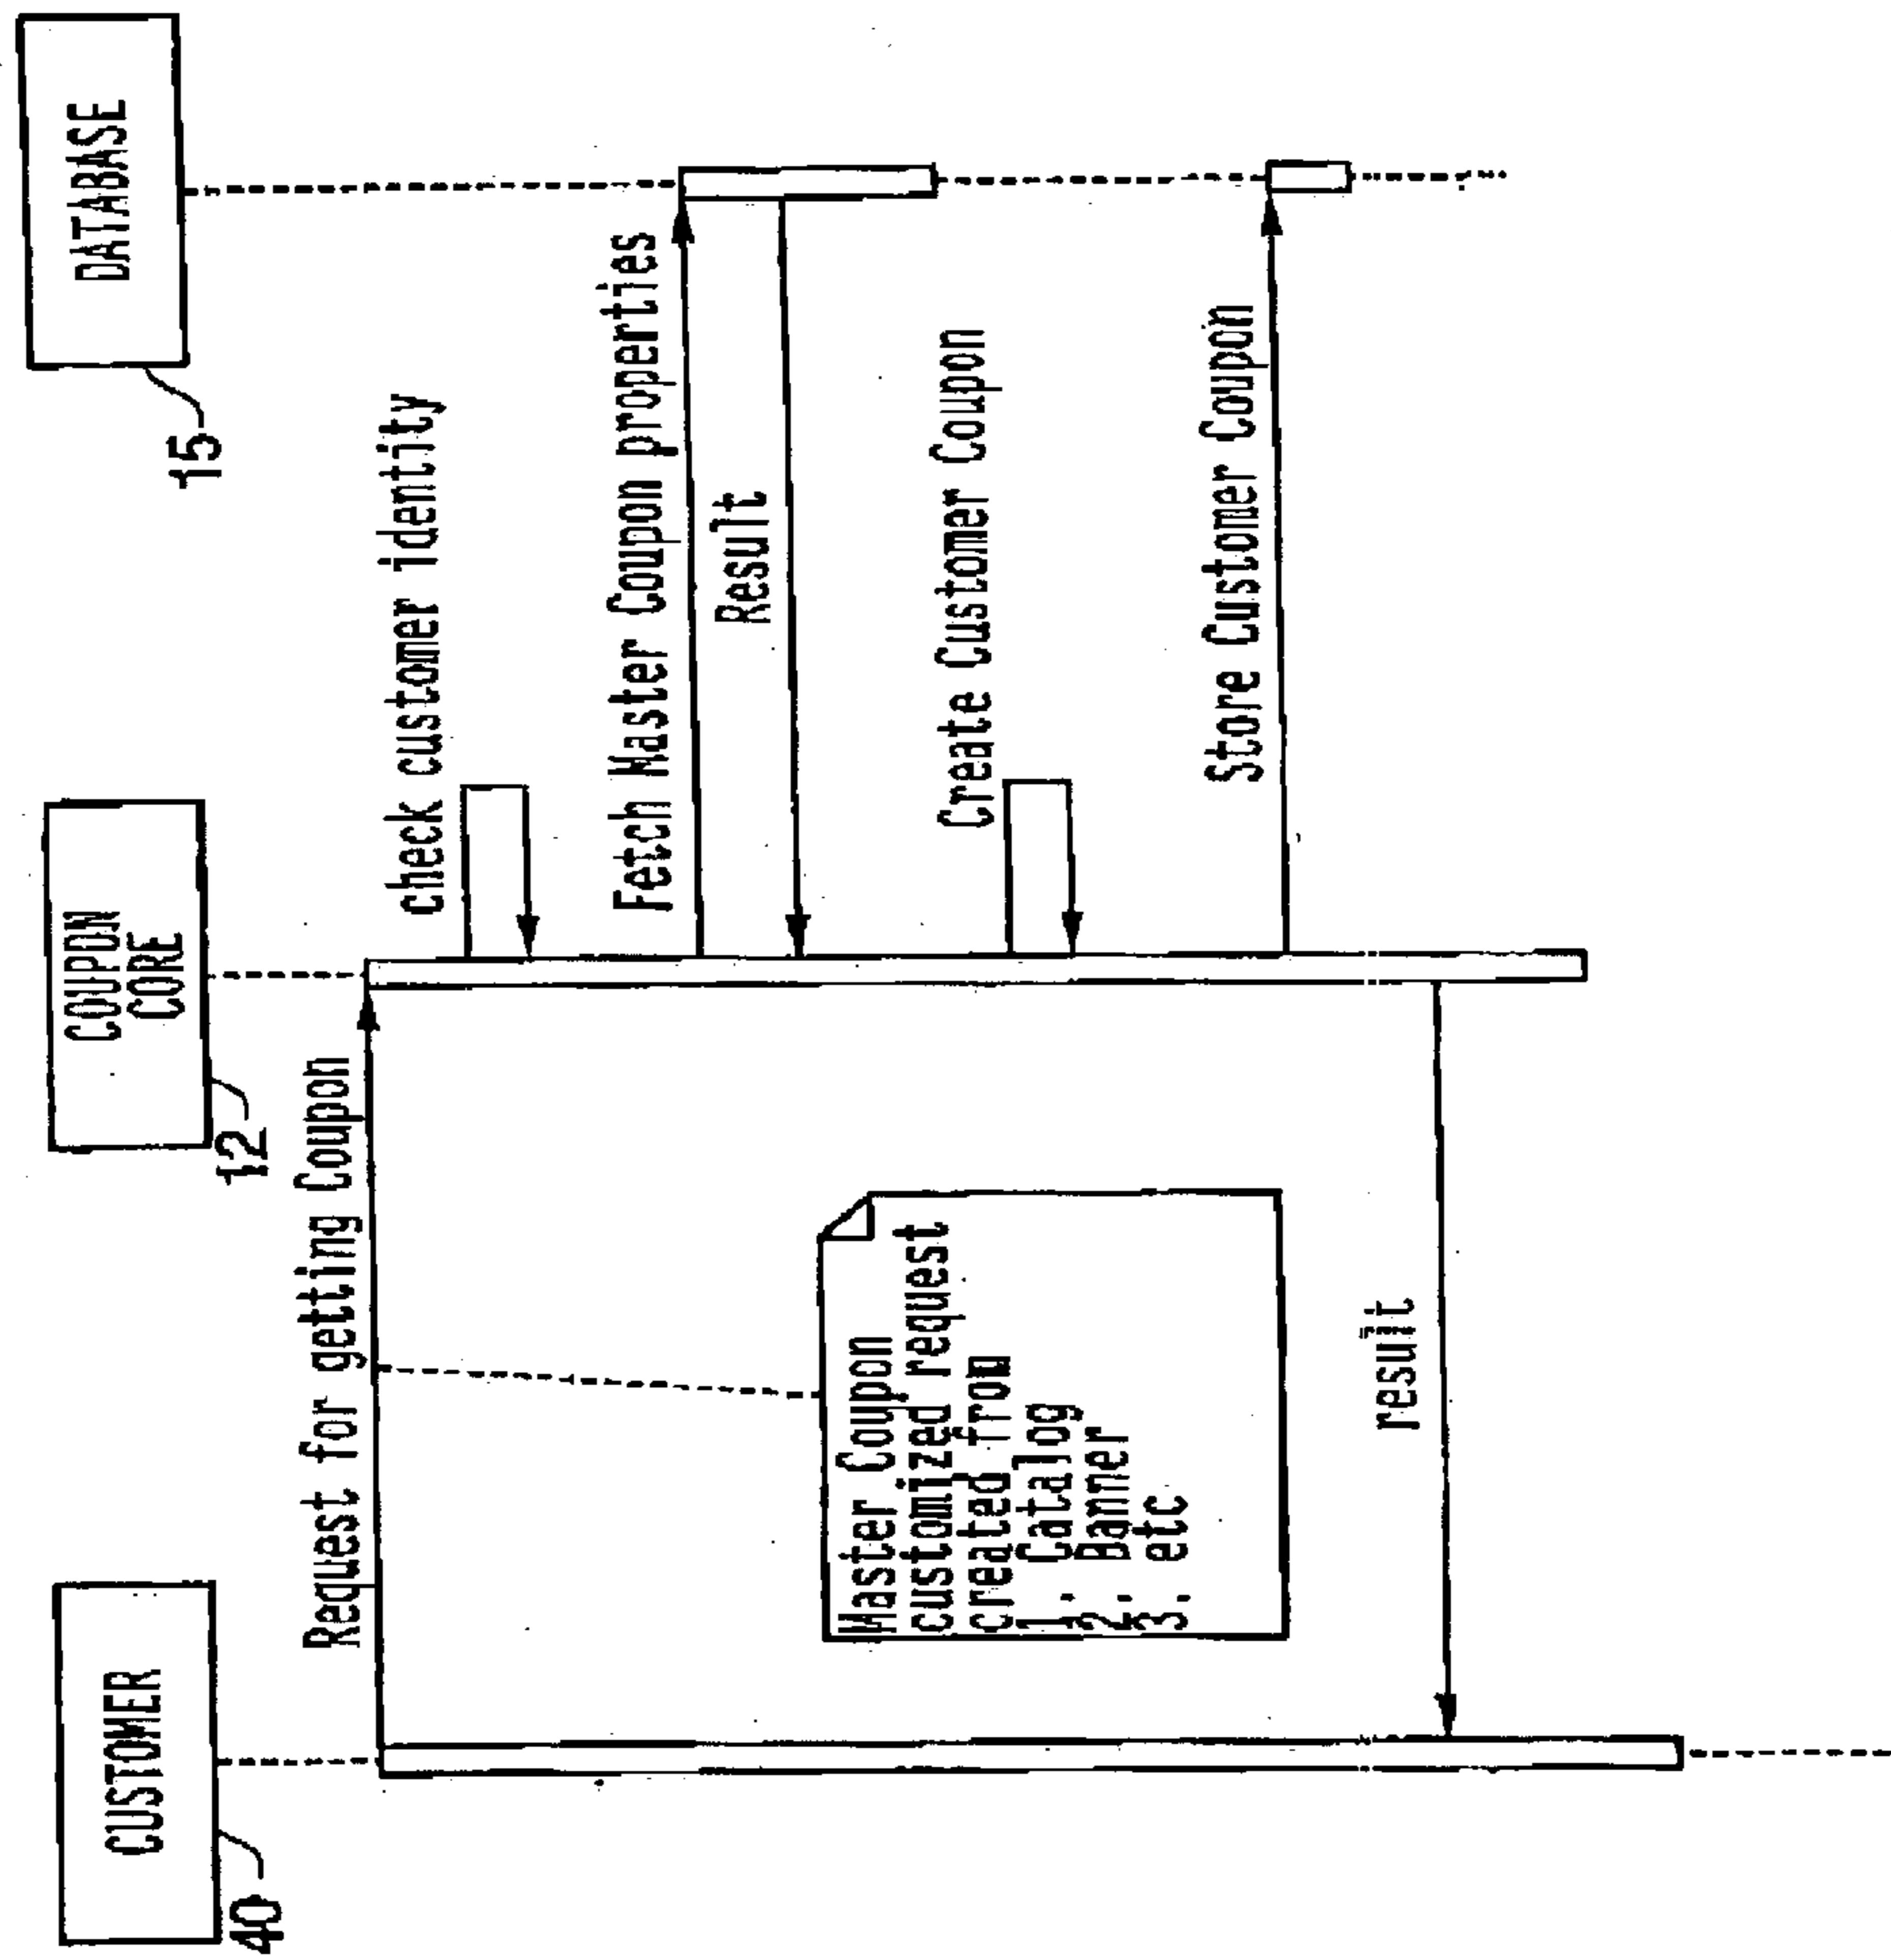 CUSTOMER
40
COUPON
CORE
12
DATABASE
15
Request for getting Coupon
check customer identity
Fetch Master Coupon properties
Result
Master Coupon
customized request
created from
1. Catalog
2. Banner
3. etc
Create Customer Coupon
Store Customer Coupon
result